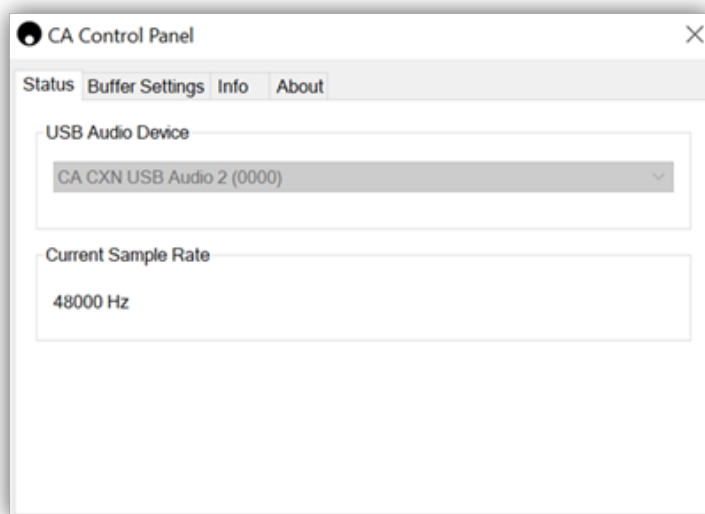 CA Control Panel
Status Buffer Settings Info About
USB Audio Device
CA CXN USB Audio 2 (0000)
Current Sample Rate
48000 Hz